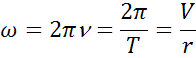 ω = 2πν = 2π/T = V/r